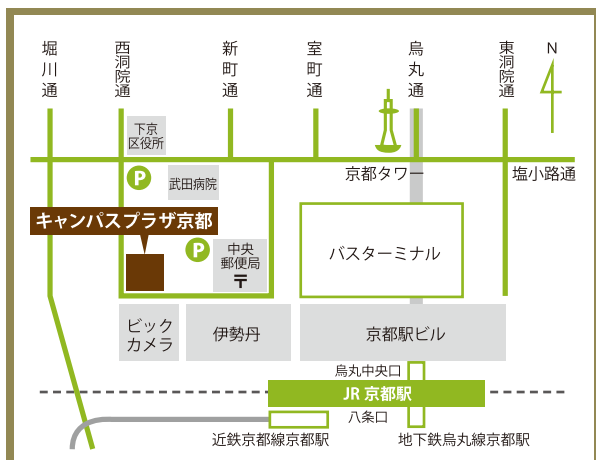 堀川通
西洞院通
新町通
室町通
烏丸通
東洞院通
N
下京
区役所
京都タワー
塩小路通
P
武田病院
キャンパスプラザ京都
P
中央
郵便局
〒
バスターミナル
ビック
カメラ
伊勢丹
京都駅ビル
烏丸中央口
JR 京都駅
八条口
近鉄京都線京都駅
地下鉄烏丸線京都駅